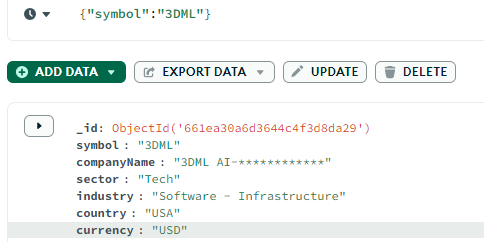 {"symbol":"3DML"}
ADD DATA
EXPORT DATA
UPDATE
DELETE
_id: ObjectId('661ea30a6d3644c4f3d8da29')
symbol : "3DML"
companyName : "3DML AI-************"
sector : "Tech"
industry : "Software - Infrastructure"
country : "USA"
currency : "USD"